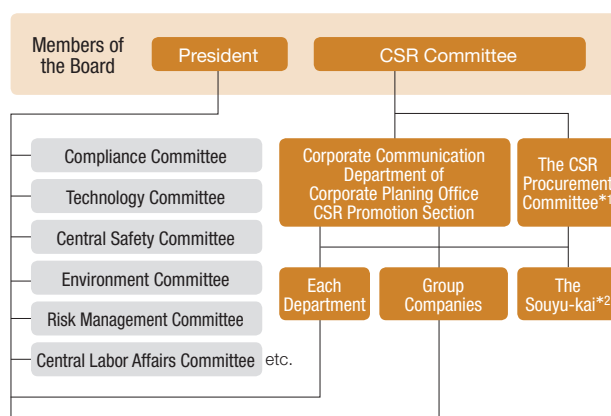 Members of
the Board
President
CSR Committee
Compliance Committee
Technology Committee
Central Safety Committee
Environment Committee
Risk Management Committee
Central Labor Affairs Committee etc.
Corporate Communication
Department of
Corporate Planing Office
CSR Promotion Section
The CSR
Procurement
Committee*1
Each
Department
Group
Companies
The
Souyu-kai*2